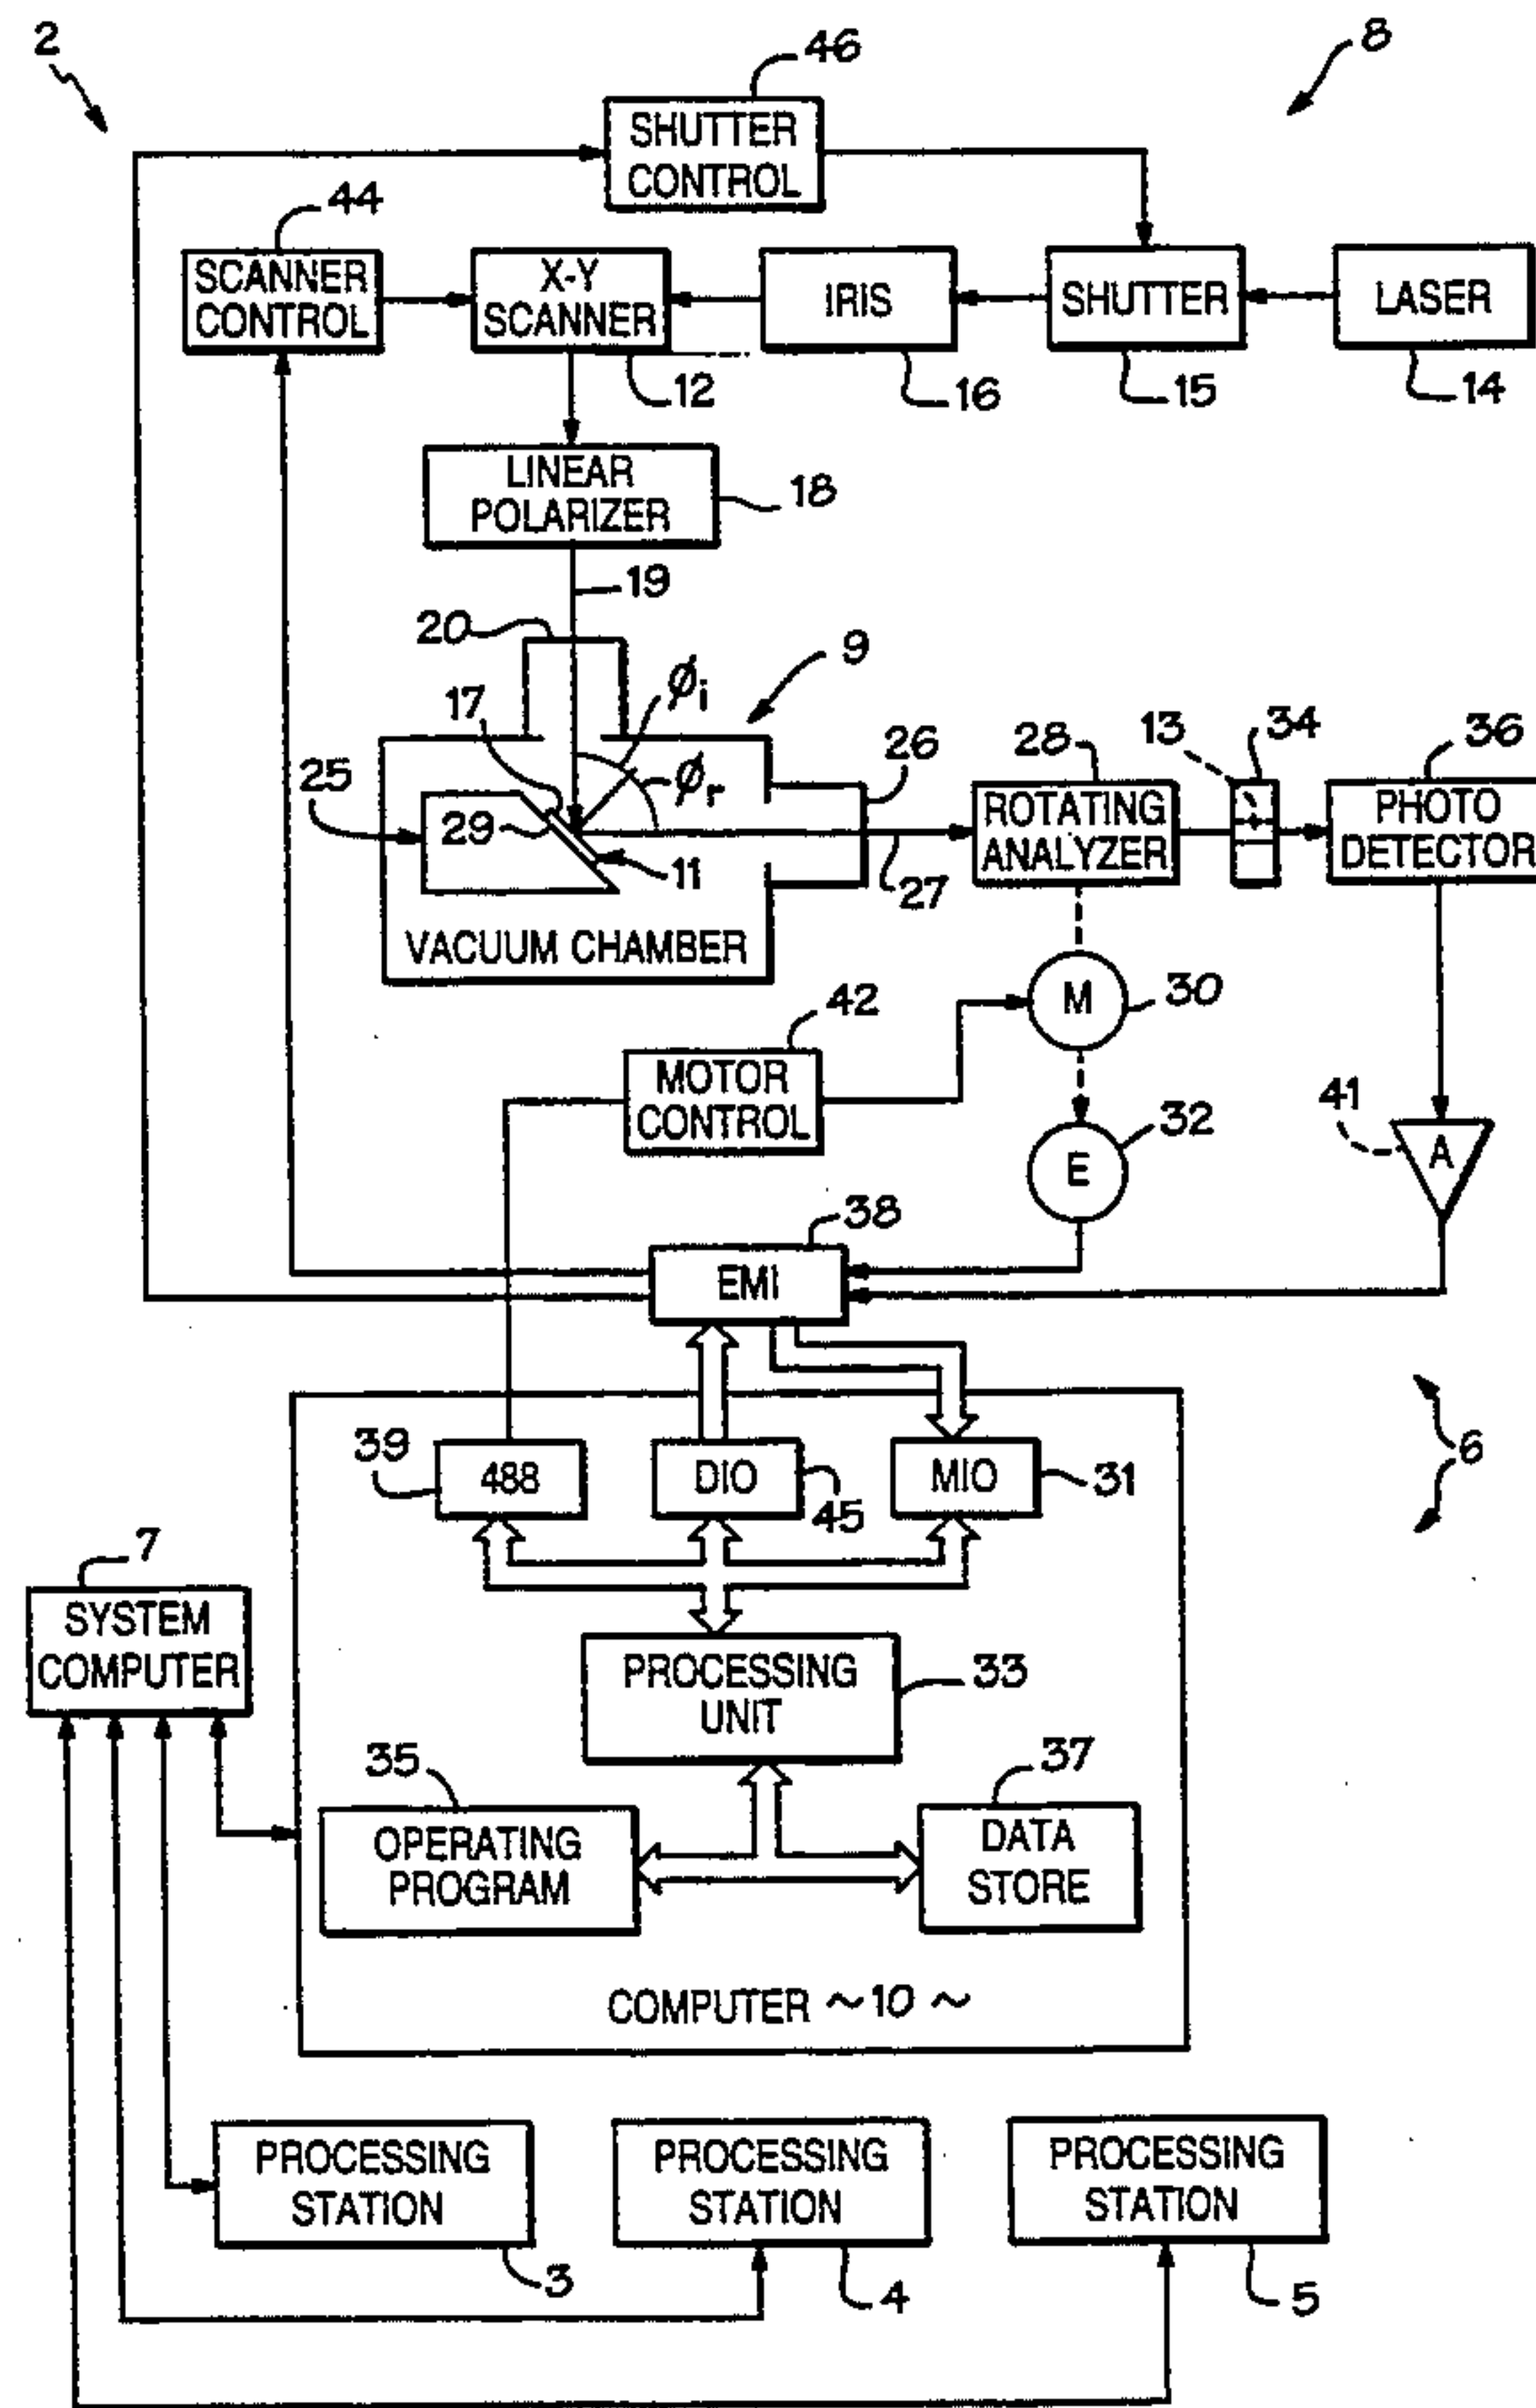 2
46
8
SHUTTER
CONTROL
44
SCANNER
CONTROL
X-Y
SCANNER
IRIS
SHUTTER
LASER
12
16
15
14
LINEAR
POLARIZER
18
19
20
ϕi
9
17
ϕr
26
28
13
34
36
25
29
11
27
ROTATING
ANALYZER
PHOTO
DETECTOR
VACUUM CHAMBER
M
30
42
MOTOR
CONTROL
41
A
E
32
38
EMI
6
39
488
DIO
45
MIO
31
7
SYSTEM
COMPUTER
PROCESSING
UNIT
33
35
OPERATING
PROGRAM
37
DATA
STORE
COMPUTER ~10~
PROCESSING
STATION
3
PROCESSING
STATION
4
PROCESSING
STATION
5